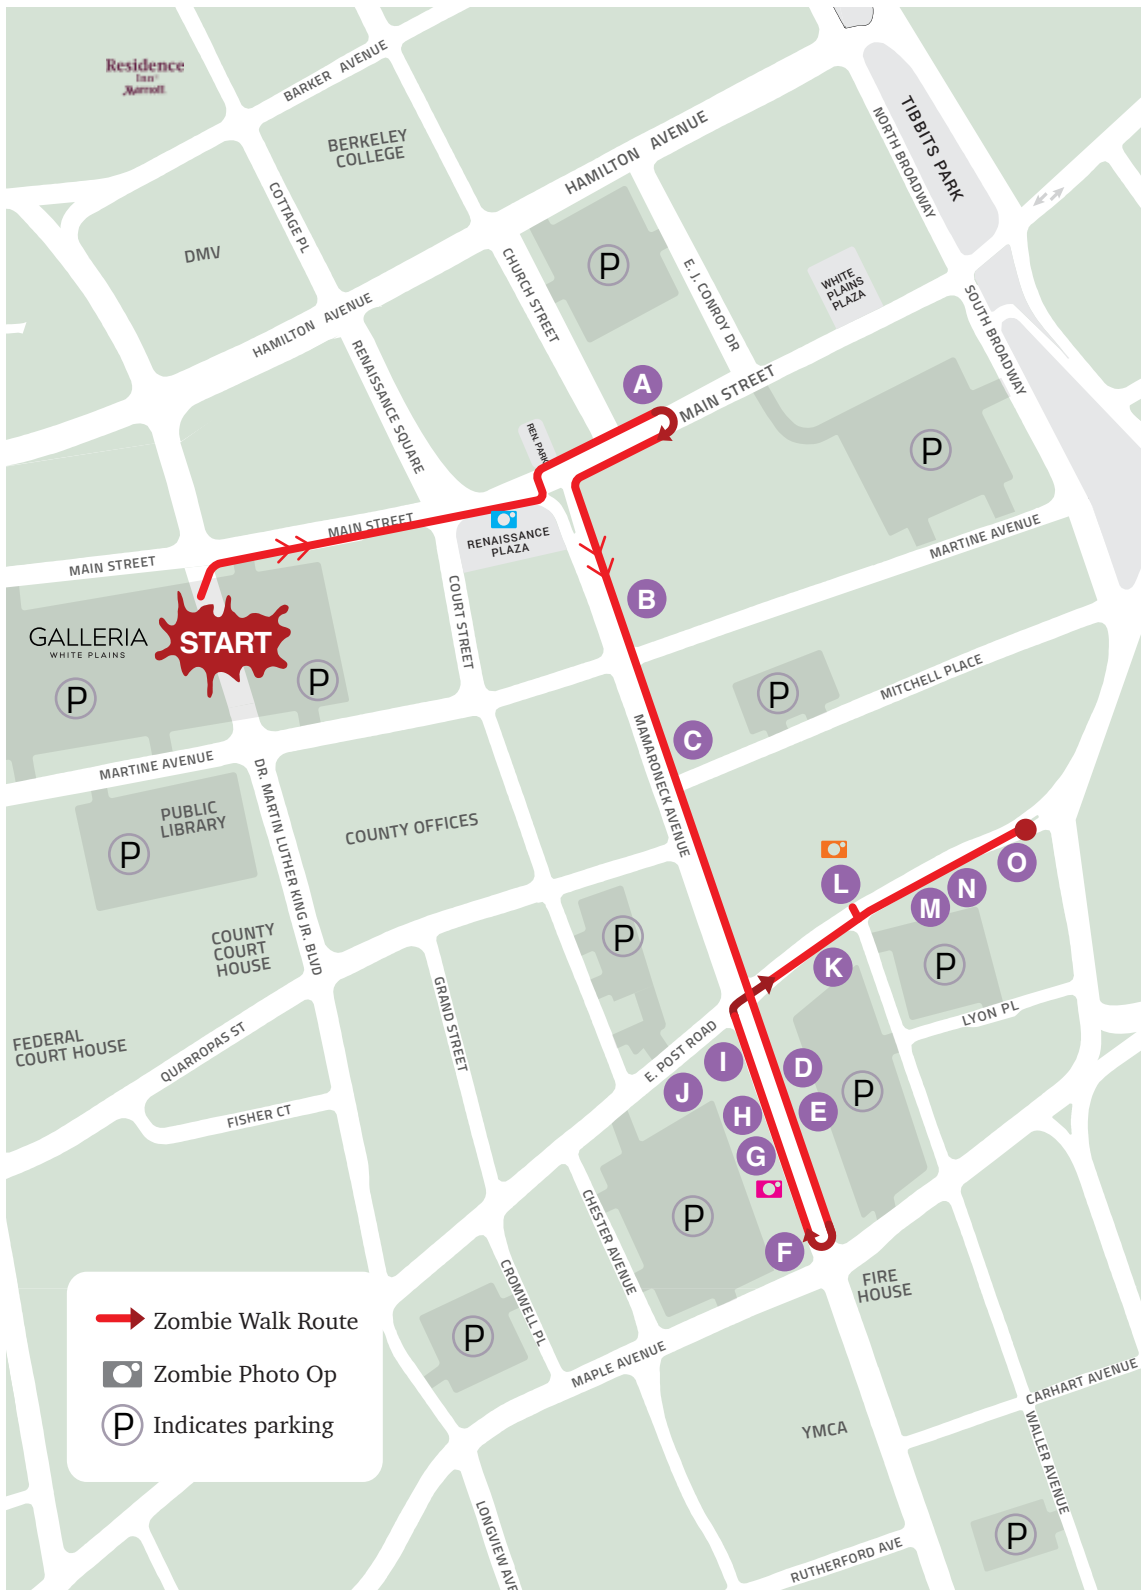 Residence
Inn
Marriott
BARKER AVENUE
BERKELEY
COLLEGE
HAMILTON AVENUE
NORTH BROADWAY
TIBBITS PARK
COTTAGE PL
DMV
CHURCH STREET
P
E. J. CONROY DR
WHITE
PLAINS
PLAZA
SOUTH BROADWAY
HAMILTON AVENUE
RENAISSANCE SQUARE
A
MAIN STREET
REN. PARK
P
MAIN STREET
RENAISSANCE
PLAZA
MARTINE AVENUE
MAIN STREET
COURT STREET
B
GALLERIA
WHITE PLAINS
START
P
P
P
MITCHELL PLACE
MAMARONECK AVENUE
C
MARTINE AVENUE
DR. MARTIN LUTHER KING JR. BLVD
PUBLIC
LIBRARY
P
COUNTY OFFICES
L
O
N
M
COUNTY
COURT
HOUSE
P
K
P
GRAND STREET
LYON PL
FEDERAL
COURT HOUSE
QUARROPAS ST
E. POST ROAD
I
D
J
H
E
P
FISHER CT
G
CHESTER AVENUE
P
F
CROMWELL PL
FIRE
HOUSE
Zombie Walk Route
Zombie Photo Op
P Indicates parking
P
MAPLE AVENUE
CARHART AVENUE
YMCA
WALLER AVENUE
LONGVIEW AVE
P
RUTHERFORD AVE